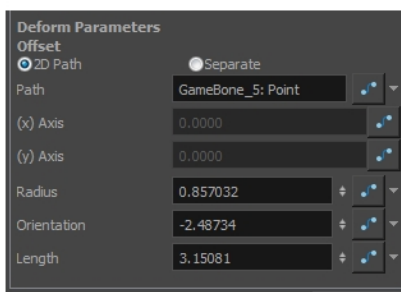 Deform Parameters
Offset
2D Path Separate
Path GameBone_5: Point
(x) Axis 0.0000
(y) Axis 0.0000
Radius 0.857032
Orientation -2.48734
Length 3.15081